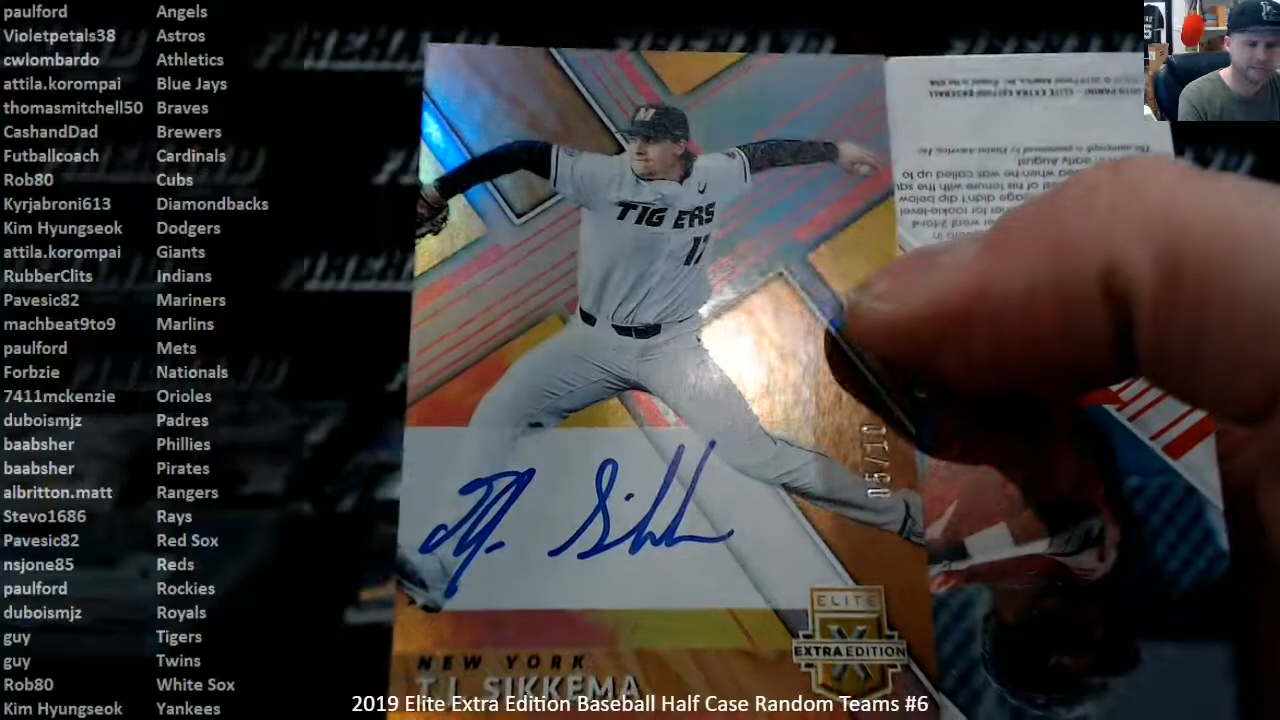 paulford Angels
Violetpetals38 Astros
cwlombardo Athletics
attila.korompai Blue Jays
thomasmitchell50 Braves
CashandDad Brewers
Futballcoach Cardinals
Rob80 Cubs
Kyrjabroni613 Diamondbacks
Kim Hyungseok Dodgers
attila.korompai Giants
RubberClits Indians
Pavesic82 Mariners
machbeat9to9 Marlins
paulford Mets
Forbzie Nationals
7411mckenzie Orioles
duboismjz Padres
baabsher Phillies
baabsher Pirates
albritton.matt Rangers
Stevo1686 Rays
Pavesic82 Red Sox
nsjone85 Reds
paulford Rockies
duboismjz Royals
guy Tigers
guy Twins
Rob80 White Sox
Kim Hyungseok Yankees
M
TIGERS
17
05/10
ELITE
X
EXTRA EDITION
NEW YORK
T.J. SIKKEMA
2019 Elite Extra Edition Baseball Half Case Random Teams #6